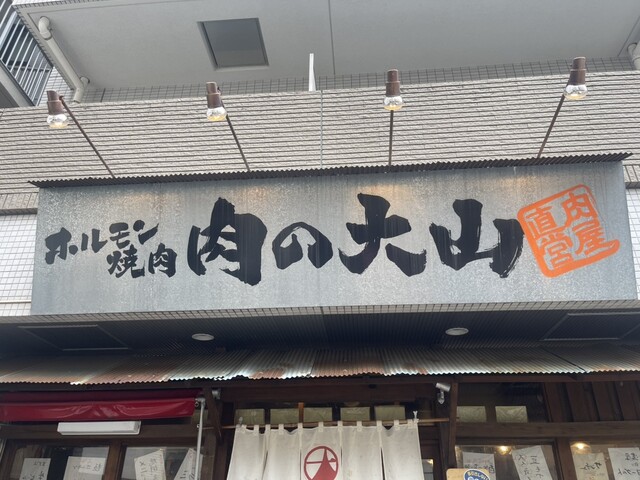 ホルモン
焼肉
肉の大山
肉屋
直営